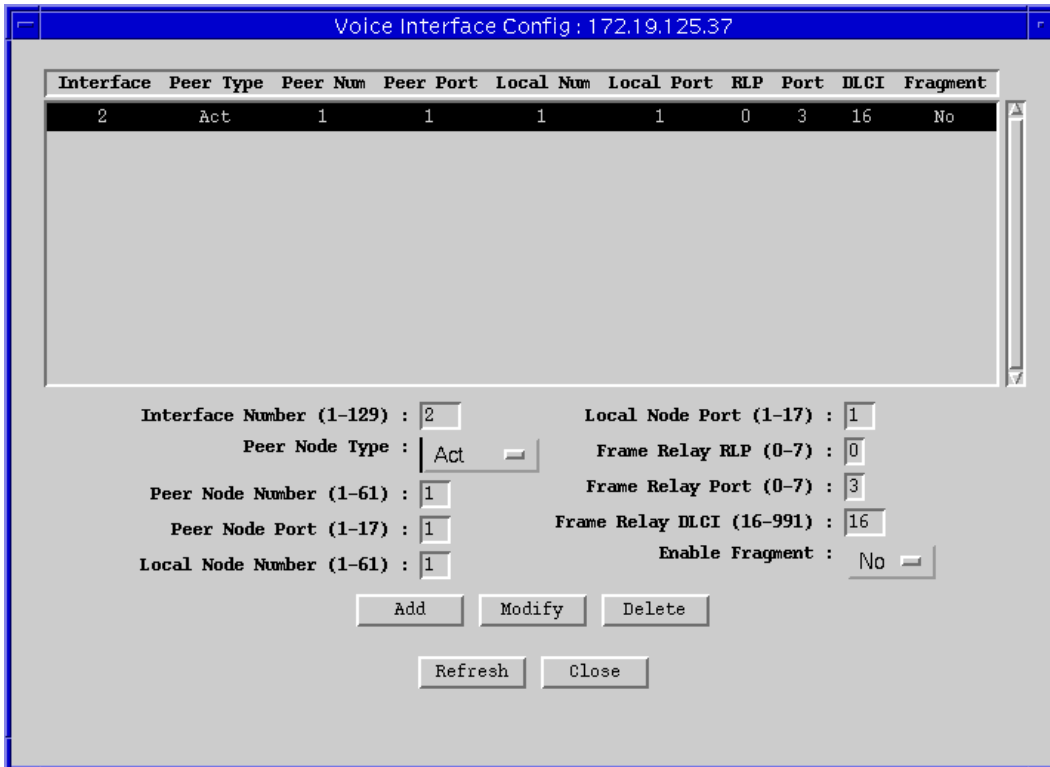 Voice Interface Config : 172.19.125.37
Interface Peer Type Peer Num Peer Port Local Num Local Port RLP Port DLCI Fragment
2 Act 1 1 1 1 0 3 16 No
Interface Number (1-129) : 2
Peer Node Type : Act
Peer Node Number (1-61) : 1
Peer Node Port (1-17) : 1
Local Node Number (1-61) : 1
Local Node Port (1-17) : 1
Frame Relay RLP (0-7) : 0
Frame Relay Port (0-7) : 3
Frame Relay DLCI (16-991) : 16
Enable Fragment : No
Add Modify Delete
Refresh Close